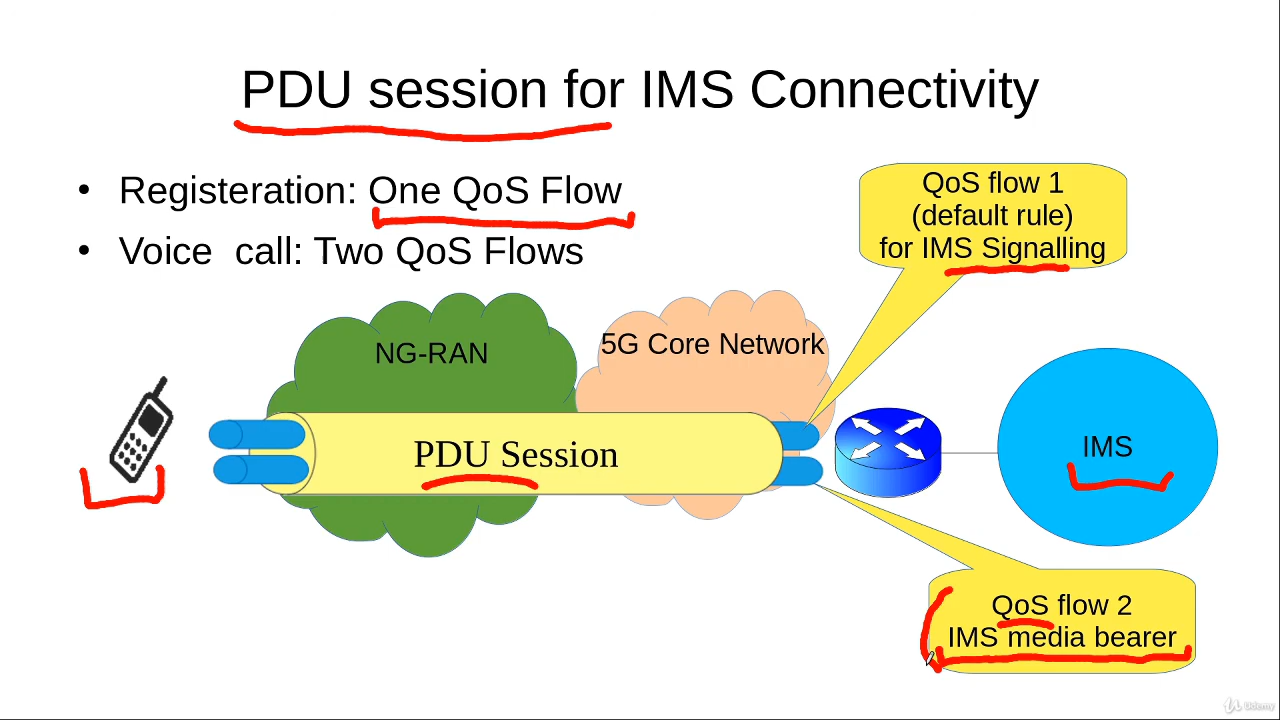 PDU session for IMS Connectivity
• Registeration: One QoS Flow
• Voice call: Two QoS Flows
QoS flow 1
(default rule)
for IMS Signalling
NG-RAN
5G Core Network
PDU Session
IMS
QoS flow 2
IMS media bearer
Udemy